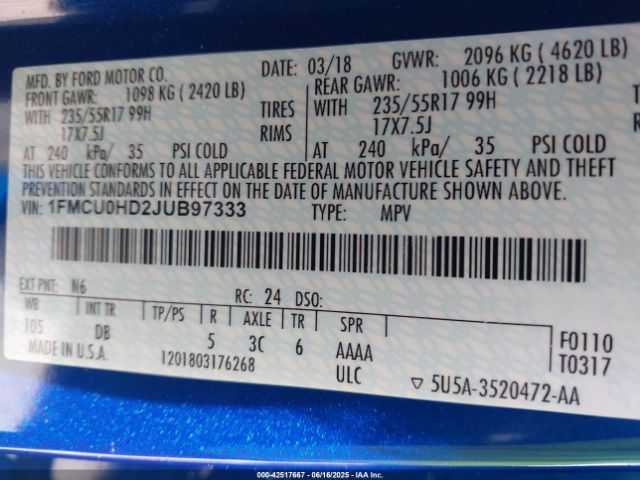 MFD. BY FORD MOTOR CO. DATE: 03/18 GVWR: 2096 KG ( 4620 LB)
FRONT GAWR: 1098 KG ( 2420 LB) REAR GAWR: 1006 KG ( 2218 LB)
WITH 235/55R17 99H TIRES WITH 235/55R17 99H TIRES
17X7.5J RIMS 17X7.5J
AT 240 kPa/ 35 PSI COLD AT 240 kPa/ 35 PSI COLD
THIS VEHICLE CONFORMS TO ALL APPLICABLE FEDERAL MOTOR VEHICLE SAFETY AND THEFT
PREVENTION STANDARDS IN EFFECT ON THE DATE OF MANUFACTURE SHOWN ABOVE.
VIN: 1FMCU0HD2JUB97333 TYPE: MPV
EXT PNT: N6 RC: 24 DSO:
WB INT TR TP/PS R AXLE TR SPR
105 DB 5 3C 6 AAAA F0110
MADE IN U.S.A. 1201803176268 ULC T0317
▽ 5U5A-3520472-AA
000-42517667 - 06/16/2025 - IAAI, Inc.